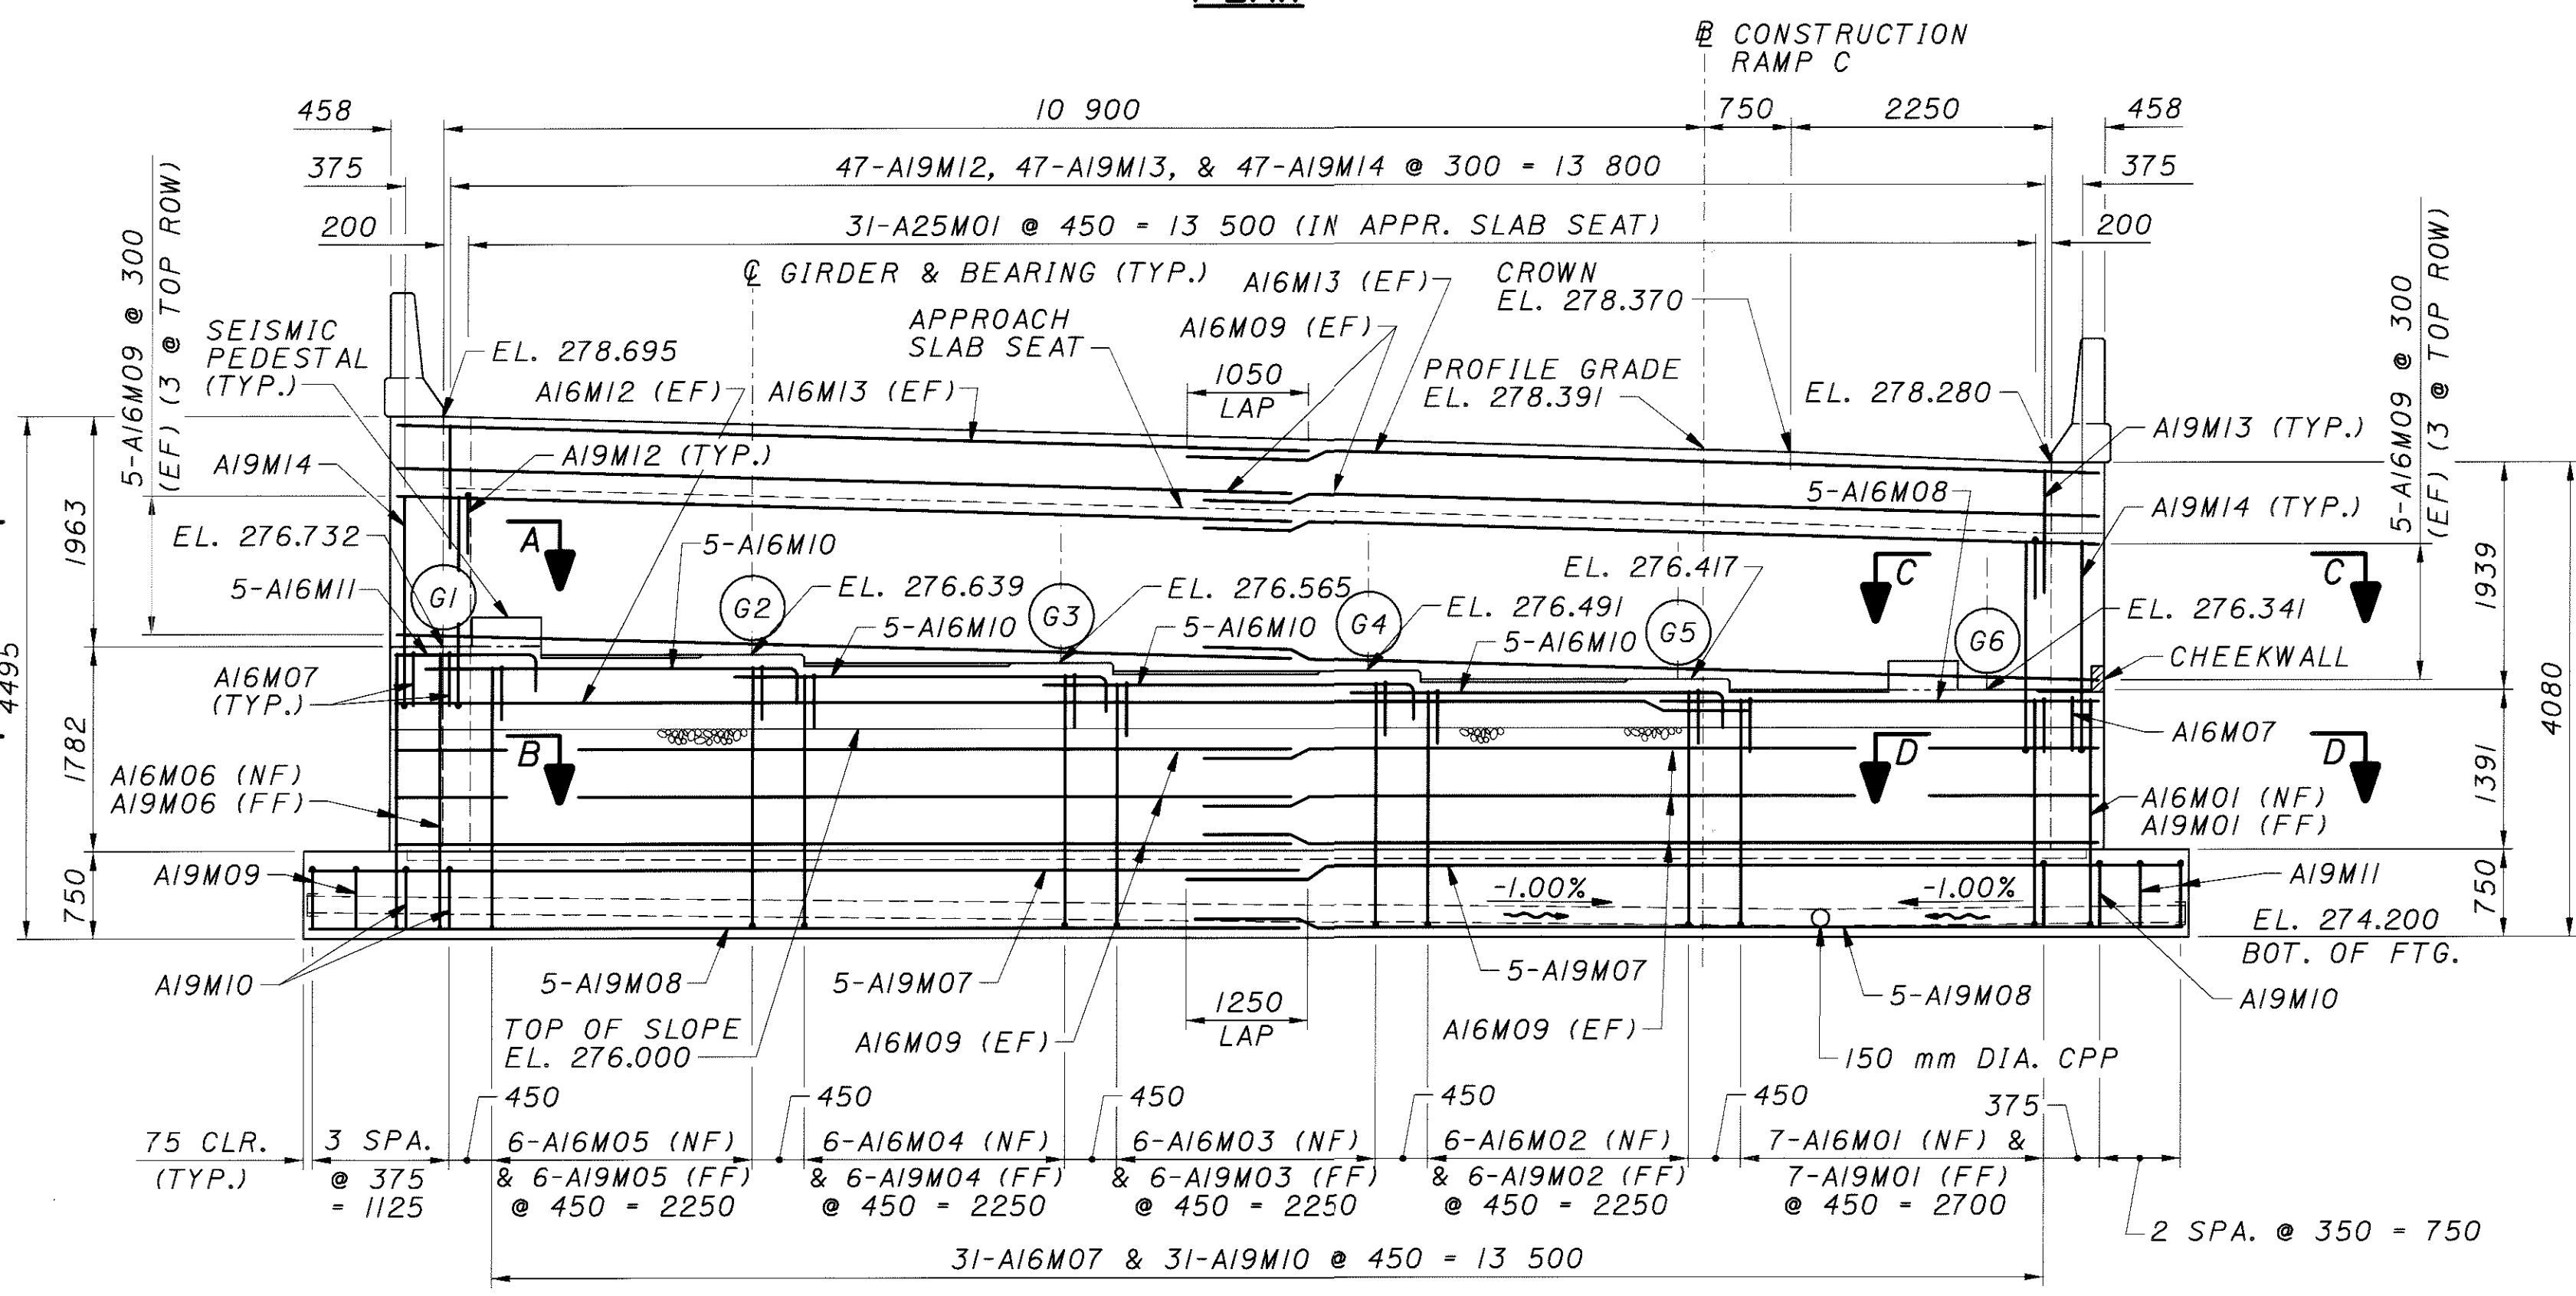 ℄ CONSTRUCTION
RAMP C
458
10 900
750
2250
458
375
47-A19M12, 47-A19M13, & 47-A19M14 @ 300 = 13 800
375
200
31-A25M01 @ 450 = 13 500 (IN APPR. SLAB SEAT)
200
5-A16M09 @ 300
(EF) (3 @ TOP ROW)
℄ GIRDER & BEARING (TYP.)
A16M13 (EF)
CROWN
EL. 278.370
5-A16M09 @ 300
(EF) (3 @ TOP ROW)
SEISMIC
PEDESTAL
(TYP.)
EL. 278.695
APPROACH
SLAB SEAT
A16M09 (EF)
A16M12 (EF)
A16M13 (EF)
1050
LAP
PROFILE GRADE
EL. 278.391
EL. 278.280
A19M13 (TYP.)
A19M14
A19M12 (TYP.)
5-A16M08
A19M14 (TYP.)
1963
EL. 276.732
A
5-A16M10
C
C
1939
5-A16M11
G1
G2
EL. 276.639
G3
EL. 276.565
G4
EL. 276.491
EL. 276.417
G5
G6
EL. 276.341
5-A16M10
5-A16M10
5-A16M10
CHEEKWALL
4495
A16M07
(TYP.)
A16M07
4080
1782
B
D
D
1391
A16M06 (NF)
A19M06 (FF)
A16M01 (NF)
A19M01 (FF)
750
A19M09
-1.00%
-1.00%
A19M11
750
EL. 274.200
BOT. OF FTG.
A19M10
5-A19M08
5-A19M07
1250
LAP
5-A19M07
5-A19M08
A19M10
TOP OF SLOPE
EL. 276.000
A16M09 (EF)
A16M09 (EF)
150 mm DIA. CPP
450
450
450
450
450
375
75 CLR.
(TYP.)
3 SPA.
@ 375
= 1125
6-A16M05 (NF)
& 6-A19M05 (FF)
@ 450 = 2250
6-A16M04 (NF)
& 6-A19M04 (FF)
@ 450 = 2250
6-A16M03 (NF)
& 6-A19M03 (FF)
@ 450 = 2250
6-A16M02 (NF)
& 6-A19M02 (FF)
@ 450 = 2250
7-A16M01 (NF) &
7-A19M01 (FF)
@ 450 = 2700
2 SPA. @ 350 = 750
31-A16M07 & 31-A19M10 @ 450 = 13 500